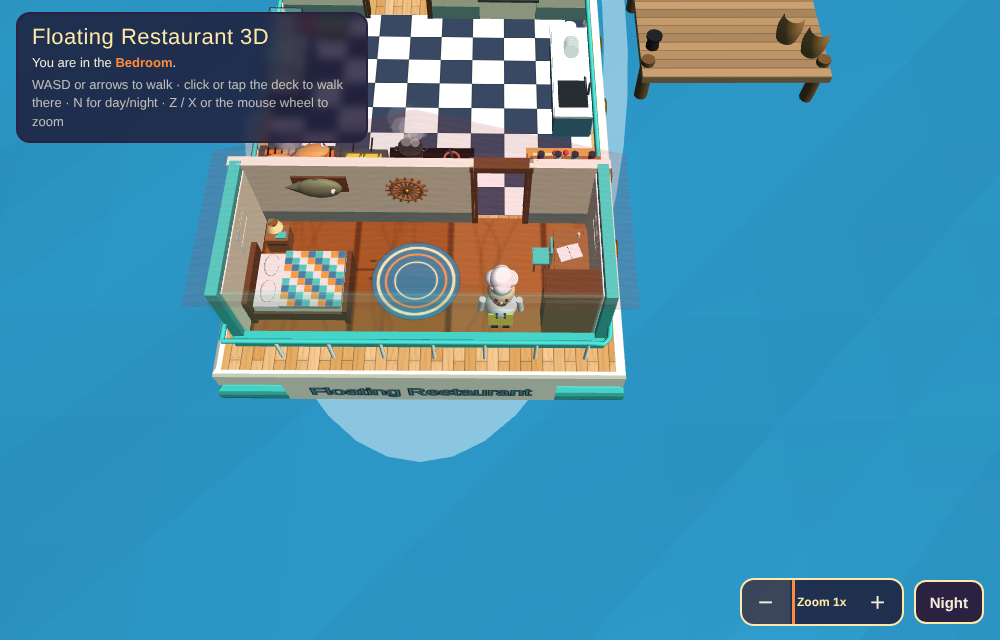 Floating Restaurant 3D
You are in the Bedroom.
WASD or arrows to walk · click or tap the deck to walk
there · N for day/night · Z / X or the mouse wheel to
zoom
Floating Restaurant
− Zoom 1x +
Night